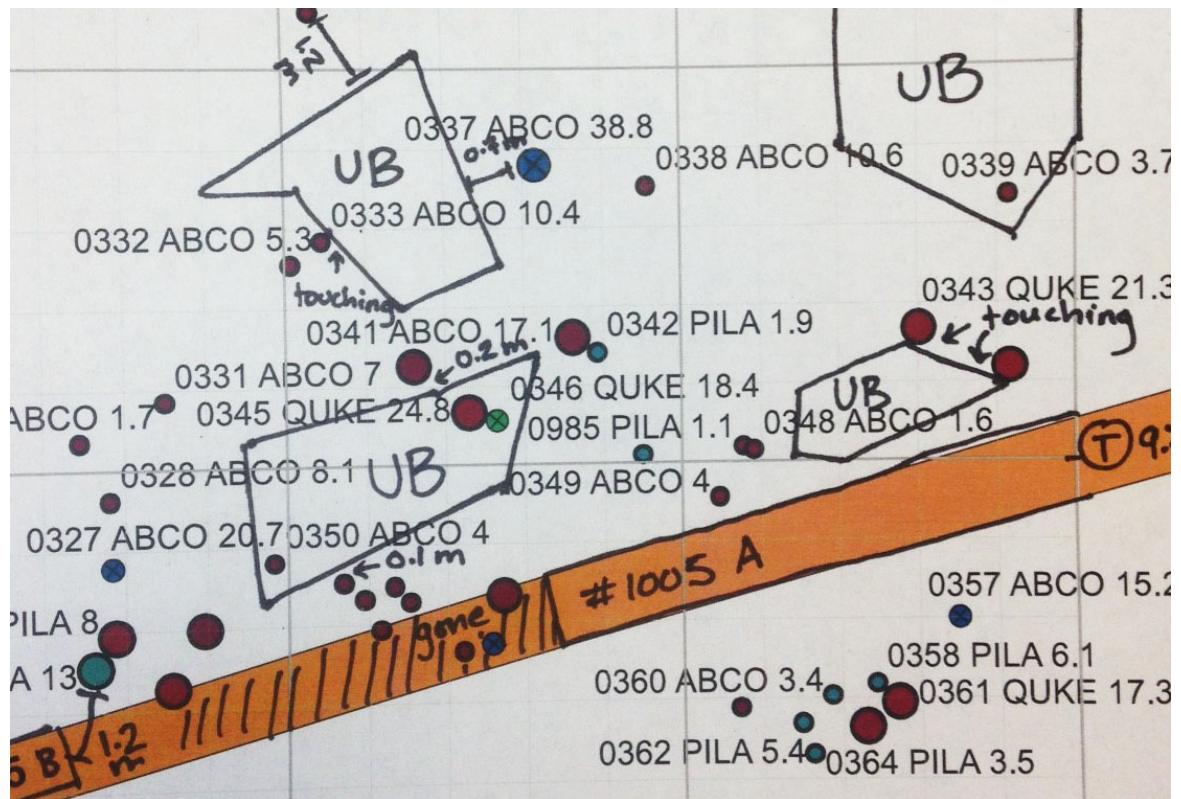 1.2 m
UB
0337 ABCO 38.8
0.7m
UB
0338 ABCO 10.6
0339 ABCO 3.7
0333 ABCO 10.4
0332 ABCO 5.3
touching
0343 QUKE 21.3
touching
0341 ABCO 17.1
0342 PILA 1.9
0.2 m
0331 ABCO 7
0346 QUKE 18.4
UB
ABCO 1.7
0345 QUKE 24.8
0985 PILA 1.1
0348 ABCO 1.6
T 9.
0328 ABCO 8.1
UB
0349 ABCO 4
0327 ABCO 20.7
0350 ABCO 4
0.1 m
#1005 A
0357 ABCO 15.2
PILA 8
gone
0358 PILA 6.1
A 13
0360 ABCO 3.4
0361 QUKE 17.3
1.2 m
5 B
0362 PILA 5.4
0364 PILA 3.5